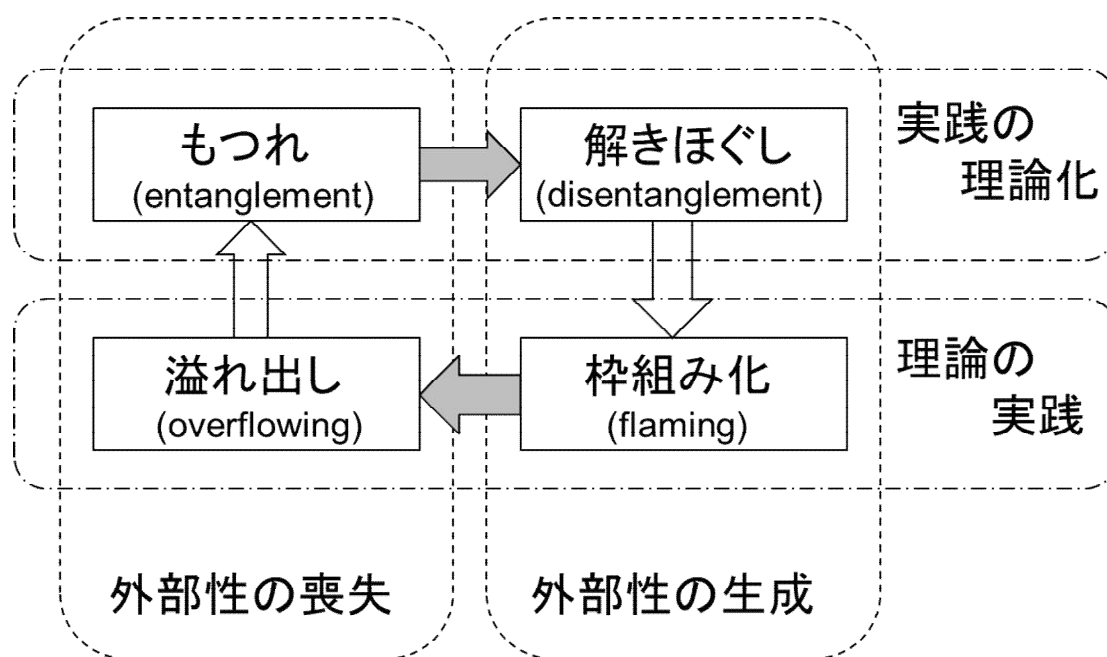 もつれ
(entanglement)
解きほぐし
(disentanglement)
実践の
理論化
溢れ出し
(overflowing)
枠組み化
(flaming)
理論の
実践
外部性の喪失
外部性の生成